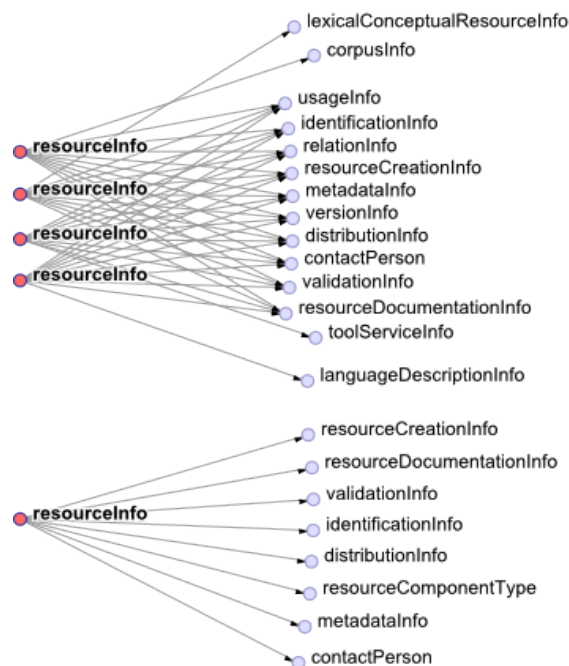 lexicalConceptualResourceInfo
corpusInfo
usageInfo
identificationInfo
resourceInfo
relationInfo
resourceCreationInfo
resourceInfo
metadataInfo
versionInfo
resourceInfo
distributionInfo
contactPerson
resourceInfo
validationInfo
resourceDocumentationInfo
toolServiceInfo
languageDescriptionInfo
resourceCreationInfo
resourceDocumentationInfo
validationInfo
resourceInfo
identificationInfo
distributionInfo
resourceComponentType
metadataInfo
contactPerson